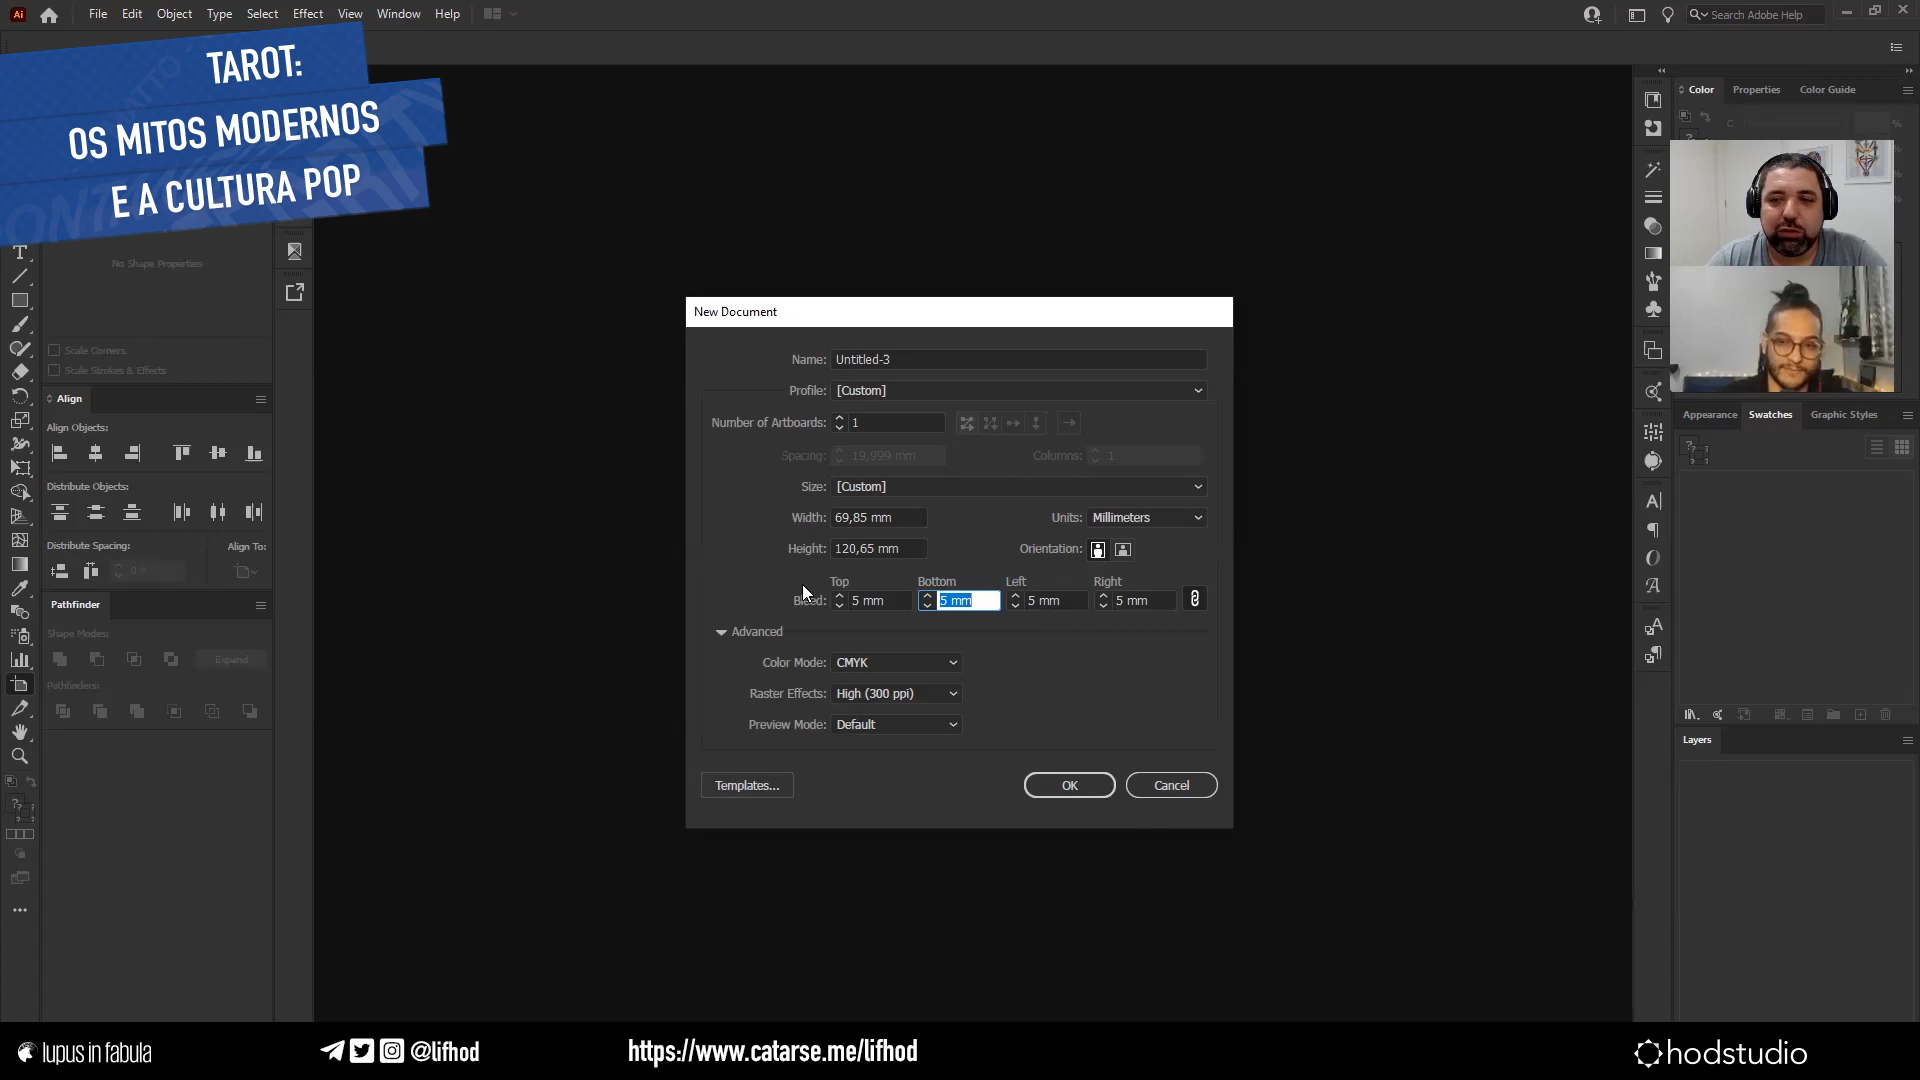 Ai File Edit Object Type Select Effect View Window Help
Search Adobe Help
TAROT:
OS MITOS MODERNOS
E A CULTURA POP
No Shape Properties
Scale Corners
Scale Strokes & Effects
Align
Align Objects:
Distribute Objects:
Distribute Spacing: Align To:
Pathfinder
Shape Modes:
Expand
Pathfinders:
New Document
Name: Untitled-3
Profile: [Custom]
Number of Artboards: 1
Spacing: 19,999 mm Columns: 1
Size: [Custom]
Width: 69,85 mm Units: Millimeters
Height: 120,65 mm Orientation:
Top Bottom Left Right
Bleed: 5 mm 5 mm 5 mm 5 mm
Advanced
Color Mode: CMYK
Raster Effects: High (300 ppi)
Preview Mode: Default
Templates... OK Cancel
Color Properties Color Guide
C %
Appearance Swatches Graphic Styles
Layers
lupus in fabula @lifhod https://www.catarse.me/lifhod hodstudio